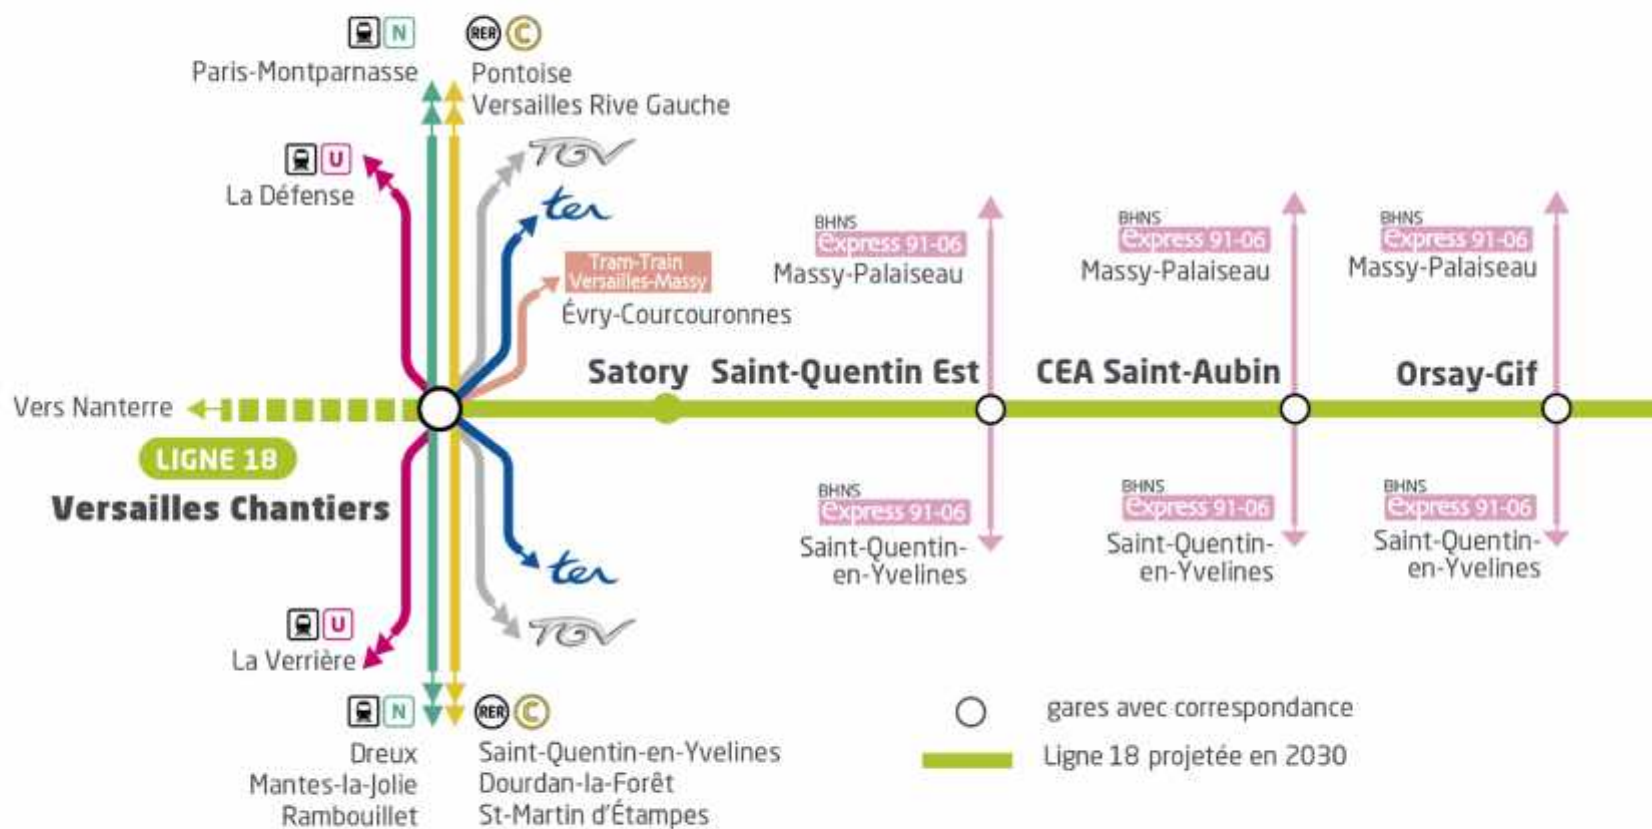 N
RER C
Paris-Montparnasse
Pontoise
Versailles Rive Gauche
U
La Défense
TGV
ter
Tram-Train
Versailles-Massy
Évry-Courcouronnes
BHNS
express 91-06
Massy-Palaiseau
BHNS
express 91-06
Massy-Palaiseau
BHNS
express 91-06
Massy-Palaiseau
Satory
Saint-Quentin Est
CEA Saint-Aubin
Orsay-Gif
Vers Nanterre
LIGNE 18
Versailles Chantiers
BHNS
express 91-06
Saint-Quentin-
en-Yvelines
BHNS
express 91-06
Saint-Quentin-
en-Yvelines
BHNS
express 91-06
Saint-Quentin-
en-Yvelines
ter
TGV
U
La Verrière
N
Dreux
Mantes-la-Jolie
Rambouillet
RER C
Saint-Quentin-en-Yvelines
Dourdan-la-Forêt
St-Martin d'Étampes
gares avec correspondance
Ligne 18 projetée en 2030